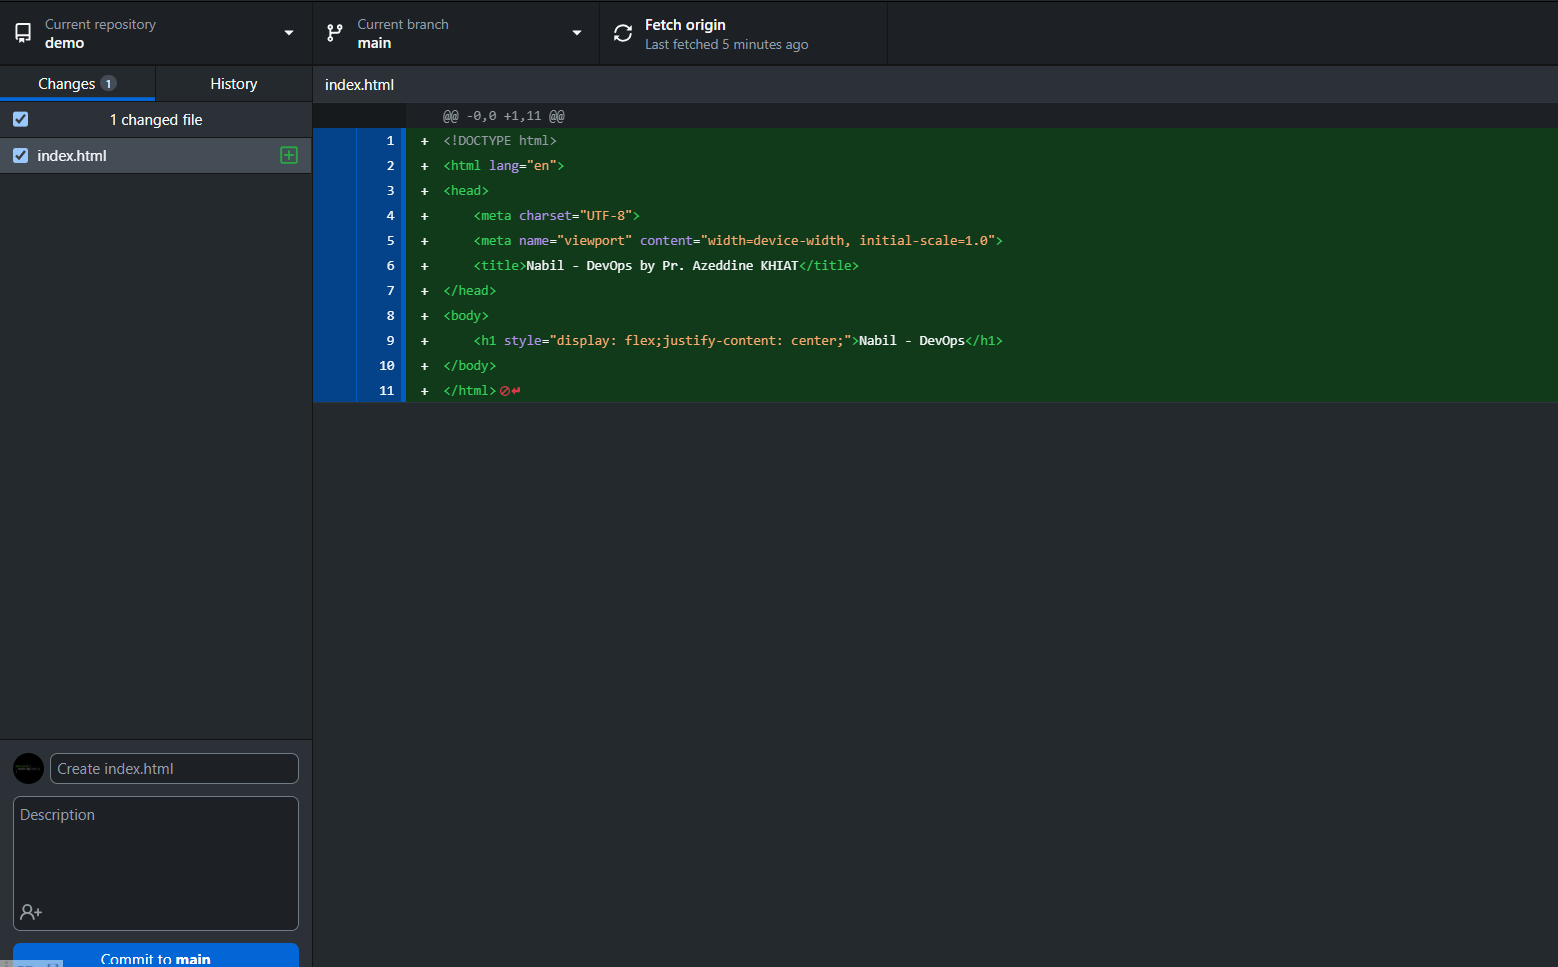 Current repository
demo
Current branch
main
Fetch origin
Last fetched 5 minutes ago
Changes 1
History
1 changed file
index.html
index.html
@@ -0,0 +1,11 @@
1 + <!DOCTYPE html>
2 + <html lang="en">
3 + <head>
4 +     <meta charset="UTF-8">
5 +     <meta name="viewport" content="width=device-width, initial-scale=1.0">
6 +     <title>Nabil - DevOps by Pr. Azeddine KHIAT</title>
7 + </head>
8 + <body>
9 +     <h1 style="display: flex;justify-content: center;">Nabil - DevOps</h1>
10 + </body>
11 + </html>
Create index.html
Description
Commit to main